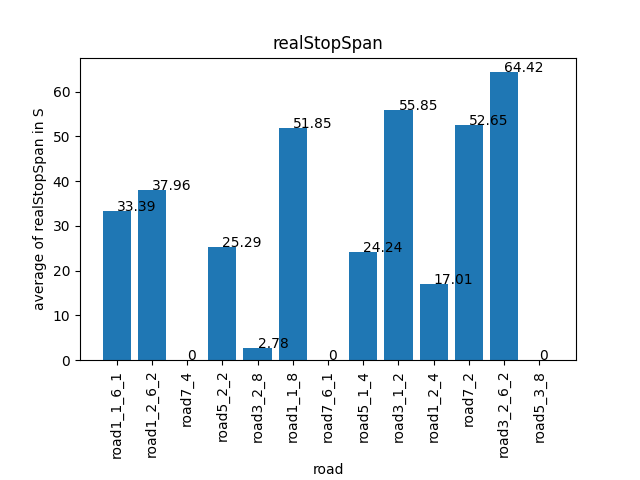 realStopSpan
average of realStopSpan in S
60
50
40
30
20
10
0
33.39
37.96
0
25.29
2.78
51.85
0
24.24
55.85
17.01
52.65
64.42
0
road1_1_6_1
road1_2_6_2
road7_4
road5_2_2
road3_2_8
road1_1_8
road7_6_1
road5_1_4
road3_1_2
road1_2_4
road7_2
road3_2_6_2
road5_3_8
road